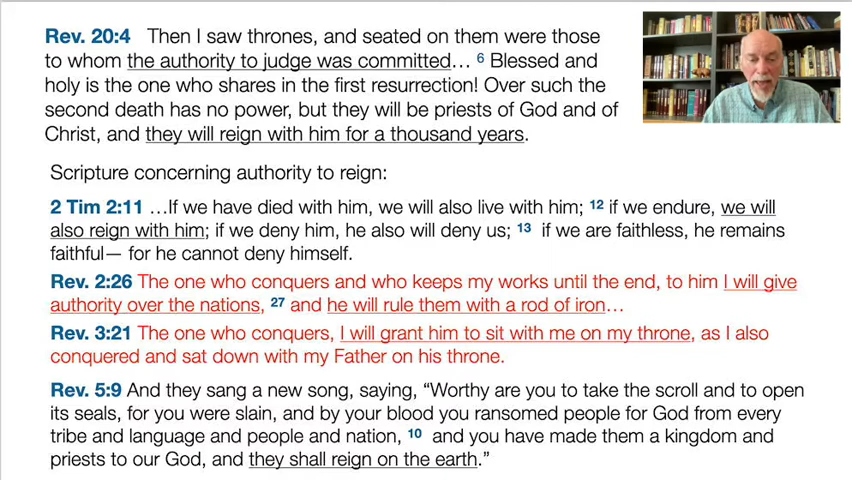 Rev. 20:4 Then I saw thrones, and seated on them were those
to whom the authority to judge was committed… 6 Blessed and
holy is the one who shares in the first resurrection! Over such the
second death has no power, but they will be priests of God and of
Christ, and they will reign with him for a thousand years.
Scripture concerning authority to reign:
2 Tim 2:11 …If we have died with him, we will also live with him; 12 if we endure, we will
also reign with him; if we deny him, he also will deny us; 13 if we are faithless, he remains
faithful— for he cannot deny himself.
Rev. 2:26 The one who conquers and who keeps my works until the end, to him I will give
authority over the nations, 27 and he will rule them with a rod of iron…
Rev. 3:21 The one who conquers, I will grant him to sit with me on my throne, as I also
conquered and sat down with my Father on his throne.
Rev. 5:9 And they sang a new song, saying, “Worthy are you to take the scroll and to open
its seals, for you were slain, and by your blood you ransomed people for God from every
tribe and language and people and nation, 10 and you have made them a kingdom and
priests to our God, and they shall reign on the earth.”